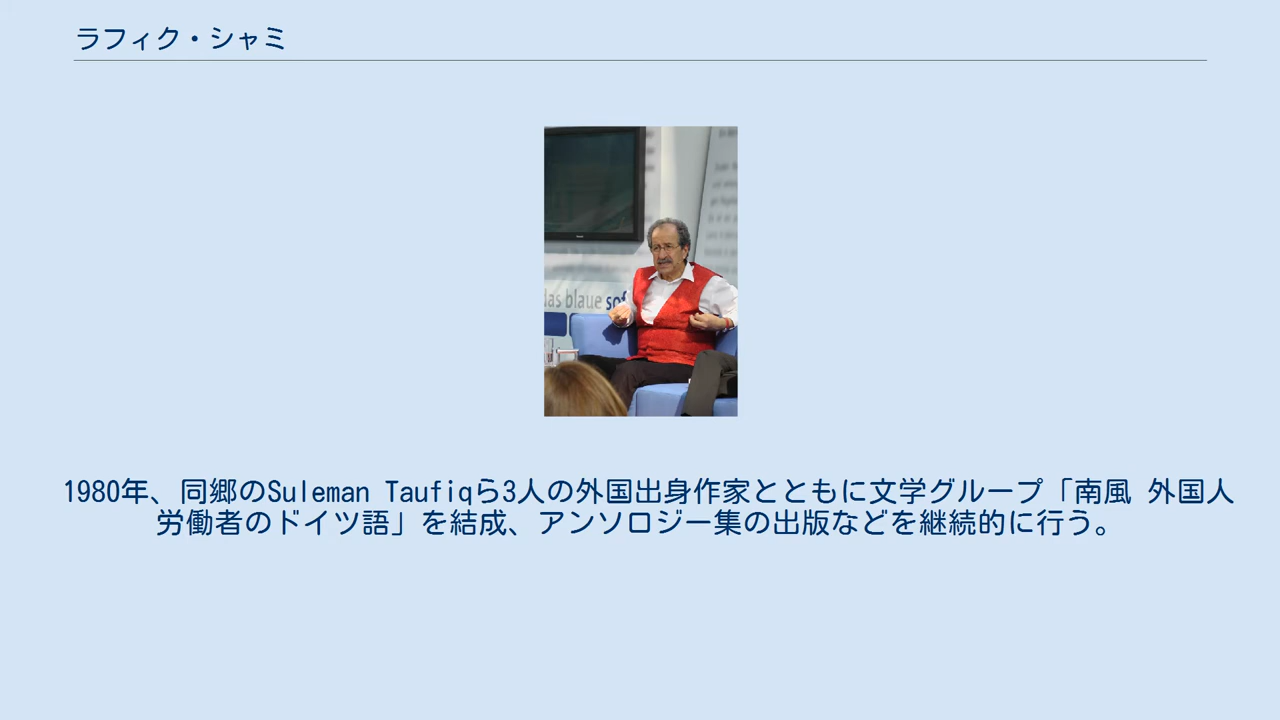 ラフィク・シャミ
das blaue sof
1980年、同郷のSuleman Taufiqら3人の外国出身作家とともに文学グループ「南風 外国人
労働者のドイツ語」を結成、アンソロジー集の出版などを継続的に行う。